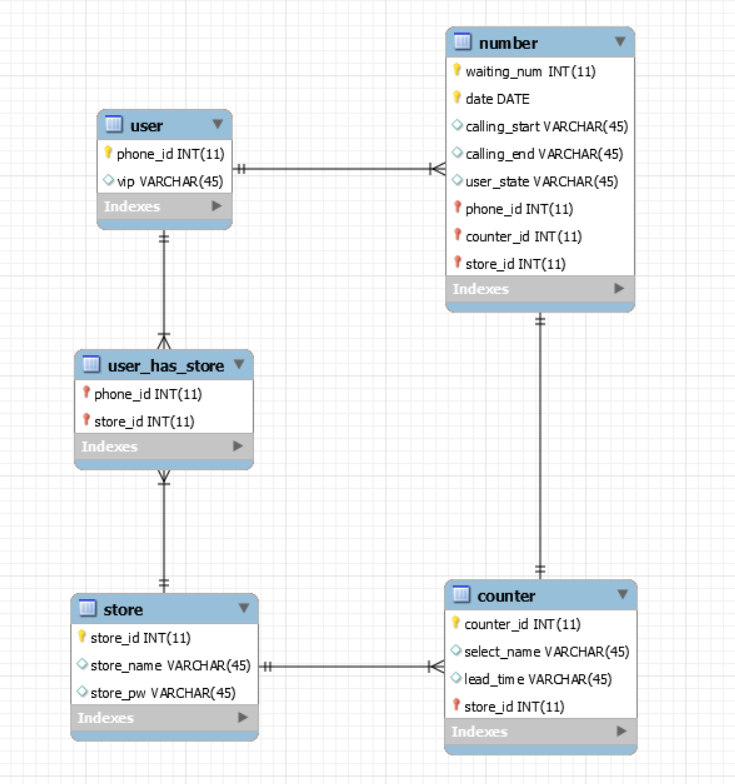 number
waiting_num INT(11)
date DATE
calling_start VARCHAR(45)
calling_end VARCHAR(45)
user_state VARCHAR(45)
phone_id INT(11)
counter_id INT(11)
store_id INT(11)
Indexes
user
phone_id INT(11)
vip VARCHAR(45)
Indexes
user_has_store
phone_id INT(11)
store_id INT(11)
Indexes
store
store_id INT(11)
store_name VARCHAR(45)
store_pw VARCHAR(45)
Indexes
counter
counter_id INT(11)
select_name VARCHAR(45)
lead_time VARCHAR(45)
store_id INT(11)
Indexes